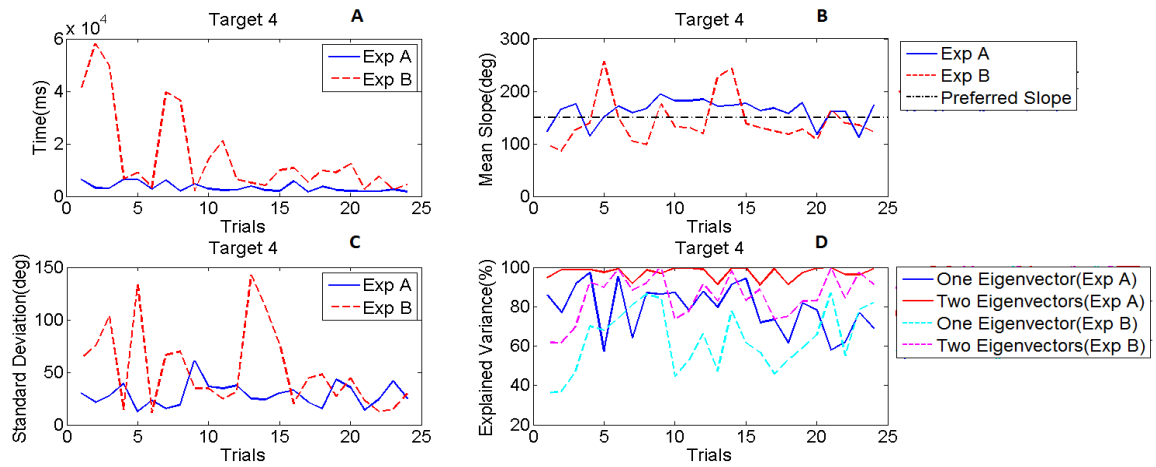 Target 4 A
x 10^4
6
4
2
0
Time(ms)
0 5 10 15 20 25
Trials
Exp A
Exp B
Target 4 B
300
200
100
0
Mean Slope(deg)
0 5 10 15 20 25
Trials
Exp A
Exp B
Preferred Slope
Target 4 C
150
100
50
0
Standard Deviation(deg)
0 5 10 15 20 25
Trials
Exp A
Exp B
Target 4 D
100
80
60
40
20
Explained Variance(%)
0 5 10 15 20 25
Trials
One Eigenvector(Exp A)
Two Eigenvectors(Exp A)
One Eigenvector(Exp B)
Two Eigenvectors(Exp B)